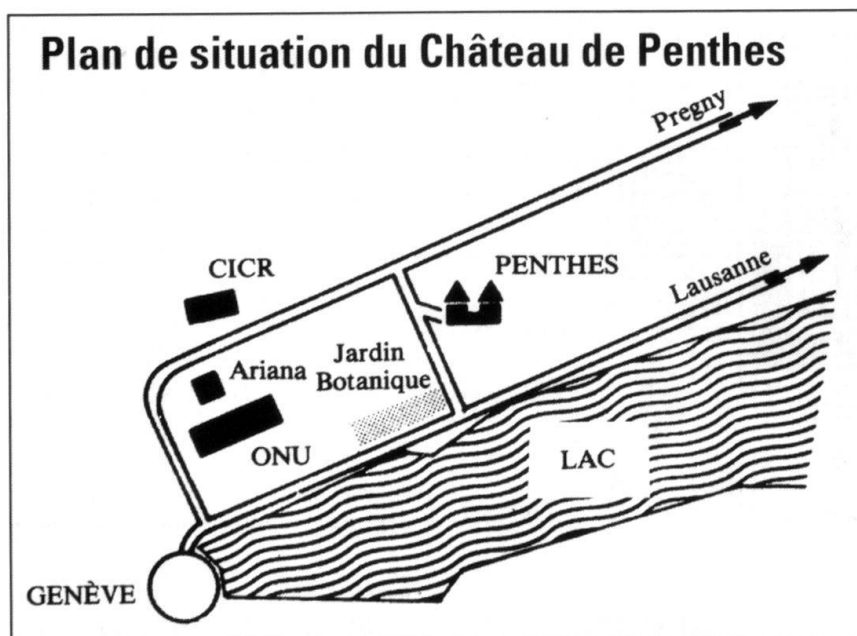 Plan de situation du Château de Penthes
Pregny
CICR
PENTHES
Lausanne
Ariana
Jardin
Botanique
ONU
LAC
GENÈVE